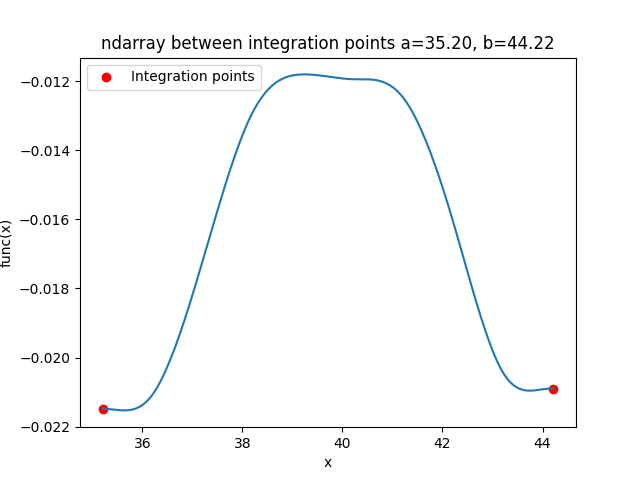 ndarray between integration points a=35.20, b=44.22
Integration points
−0.012
−0.014
−0.016
−0.018
−0.020
−0.022
func(x)
36
38
40
42
44
x